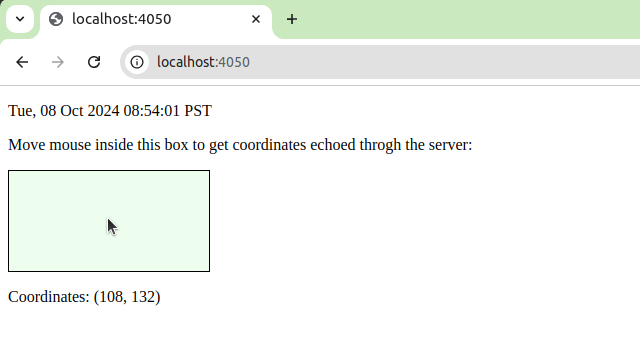 localhost:4050
localhost:4050
Tue, 08 Oct 2024 08:54:01 PST
Move mouse inside this box to get coordinates echoed throgh the server:
Coordinates: (108, 132)